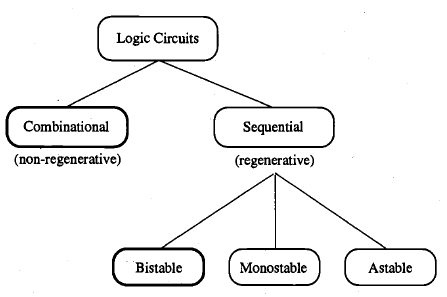 Logic Circuits
Combinational
Sequential
(non-regenerative)
(regenerative)
Bistable
Monostable
Astable